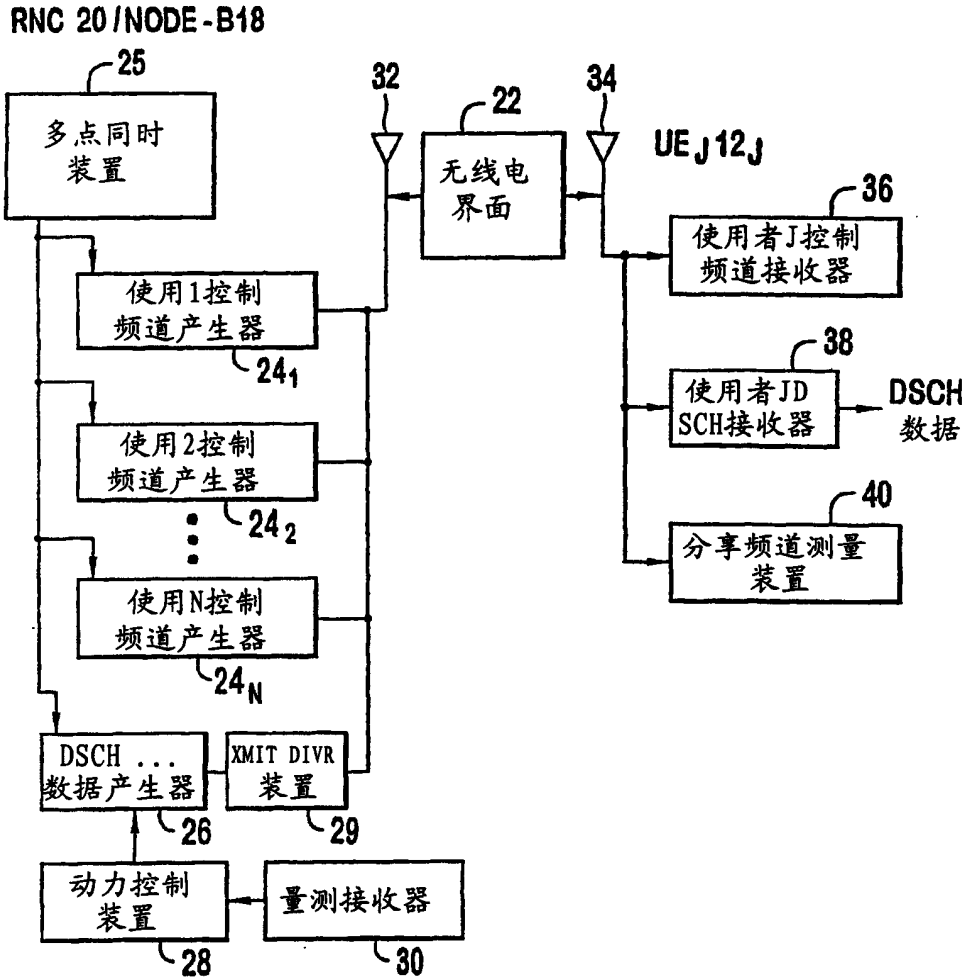 RNC 20/NODE-B18
25
多点同时
装置
32
22
无线电
界面
34
UEJ12J
36
使用者J控制
频道接收器
使用1控制
频道产生器
241
38
使用者JD
SCH接收器
DSCH
数据
使用2控制
频道产生器
242
40
分享频道测量
装置
使用N控制
频道产生器
24N
DSCH ...
数据产生器
26
XMIT DIVR
装置
29
动力控制
装置
28
量测接收器
30